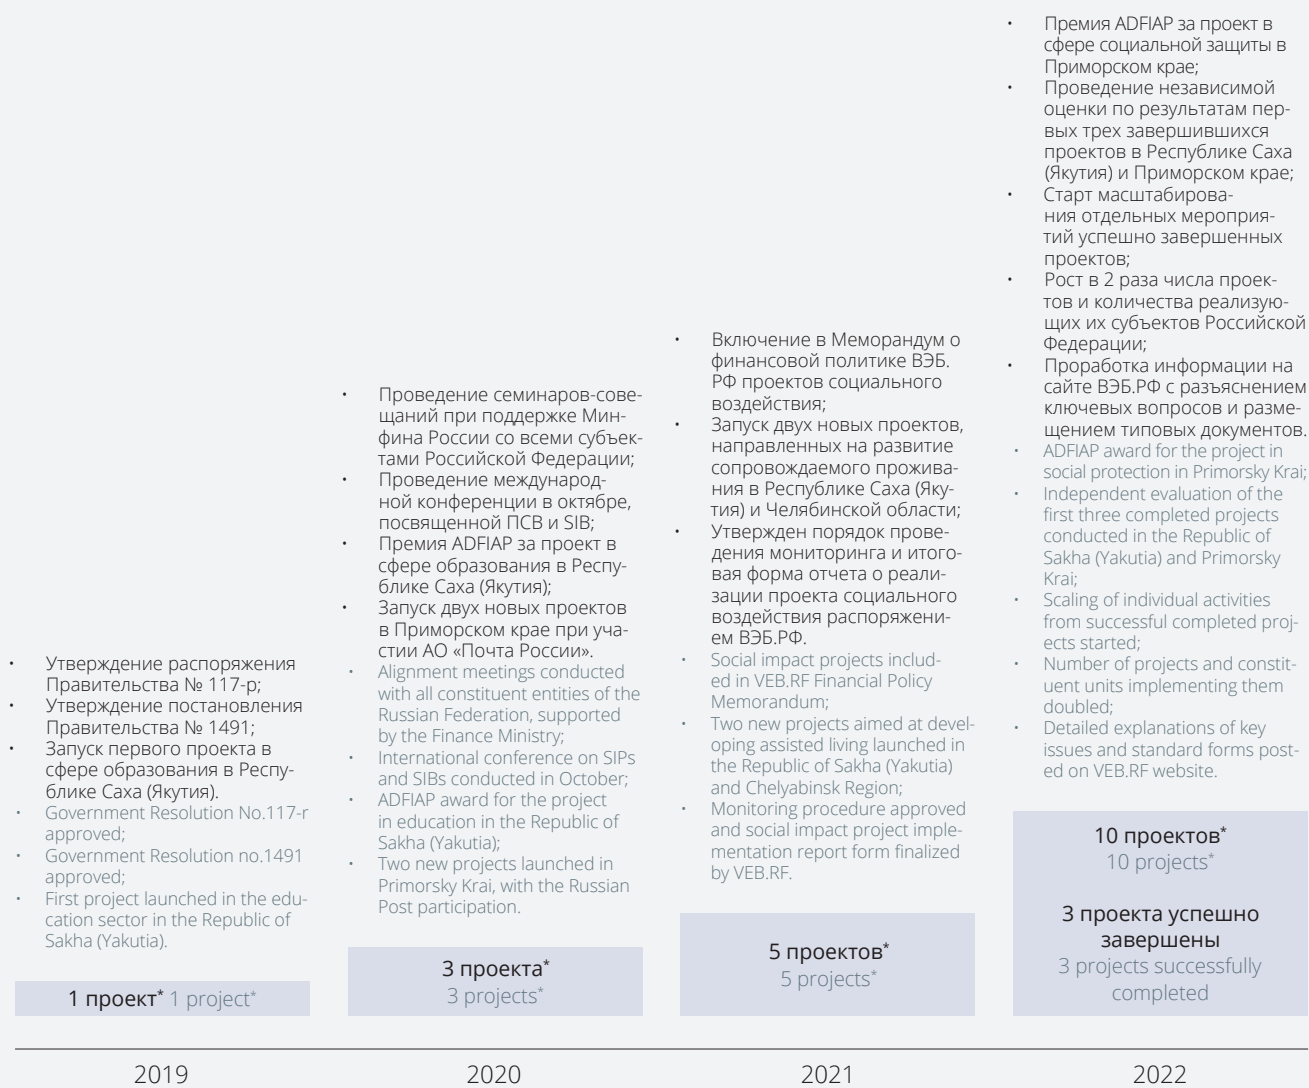 • Утверждение распоряжения
Правительства № 117-р;
• Утверждение постановления
Правительства № 1491;
• Запуск первого проекта в
сфере образования в Респу-
блике Саха (Якутия).
• Government Resolution No.117-r
approved;
• Government Resolution no.1491
approved;
• First project launched in the edu-
cation sector in the Republic of
Sakha (Yakutia).
1 проект* 1 project*
2019
• Проведение семинаров-сове-
щаний при поддержке Мин-
фина России со всеми субъек-
тами Российской Федерации;
• Проведение международ-
ной конференции в октябре,
посвященной ПСВ и SIB;
• Премия ADFIAP за проект в
сфере образования в Респу-
блике Саха (Якутия);
• Запуск двух новых проектов
в Приморском крае при уча-
стии АО «Почта России».
• Alignment meetings conducted
with all constituent entities of the
Russian Federation, supported
by the Finance Ministry;
• International conference on SIPs
and SIBs conducted in October;
• ADFIAP award for the project
in education in the Republic of
Sakha (Yakutia);
• Two new projects launched in
Primorsky Krai, with the Russian
Post participation.
3 проекта*
3 projects*
2020
• Включение в Меморандум о
финансовой политике ВЭБ.
РФ проектов социального
воздействия;
• Запуск двух новых проектов,
направленных на развитие
сопровождаемого прожива-
ния в Республике Саха (Яку-
тия) и Челябинской области;
• Утвержден порядок прове-
дения мониторинга и итого-
вая форма отчета о реали-
зации проекта социального
воздействия распоряжени-
ем ВЭБ.РФ.
• Social impact projects includ-
ed in VEB.RF Financial Policy
Memorandum;
• Two new projects aimed at devel-
oping assisted living launched in
the Republic of Sakha (Yakutia)
and Chelyabinsk Region;
• Monitoring procedure approved
and social impact project imple-
mentation report form finalized
by VEB.RF.
5 проектов*
5 projects*
2021
• Премия ADFIAP за проект в
сфере социальной защиты в
Приморском крае;
• Проведение независимой
оценки по результатам пер-
вых трех завершившихся
проектов в Республике Саха
(Якутия) и Приморском крае;
• Старт масштабирова-
ния отдельных мероприя-
тий успешно завершенных
проектов;
• Рост в 2 раза числа проек-
тов и количества реализую-
щих их субъектов Российской
Федерации;
• Проработка информации на
сайте ВЭБ.РФ с разъяснением
ключевых вопросов и разме-
щением типовых документов.
• ADFIAP award for the project in
social protection in Primorsky Krai;
• Independent evaluation of the
first three completed projects
conducted in the Republic of
Sakha (Yakutia) and Primorsky
Krai;
• Scaling of individual activities
from successful completed proj-
ects started;
• Number of projects and constit-
uent units implementing them
doubled;
• Detailed explanations of key
issues and standard forms post-
ed on VEB.RF website.
10 проектов*
10 projects*
3 проекта успешно
завершены
3 projects successfully
completed
2022